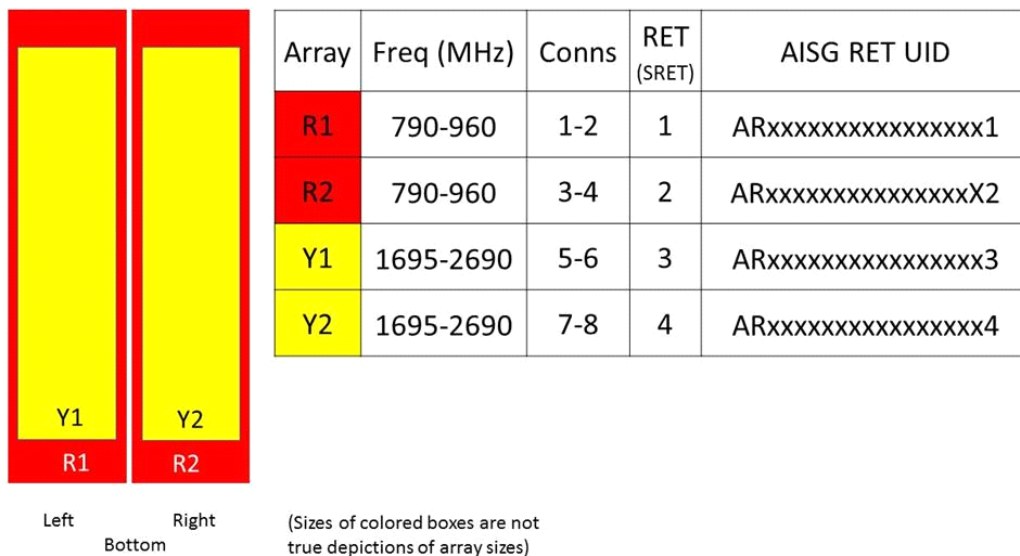 Array Freq (MHz) Conns RET (SRET) AISG RET UID
R1 790-960 1-2 1 ARxxxxxxxxxxxxxxxx1
R2 790-960 3-4 2 ARxxxxxxxxxxxxxxxX2
Y1 1695-2690 5-6 3 ARxxxxxxxxxxxxxxxx3
Y2 1695-2690 7-8 4 ARxxxxxxxxxxxxxxxx4
Y1 Y2
R1 R2
Left Right
Bottom
(Sizes of colored boxes are not
true depictions of array sizes)